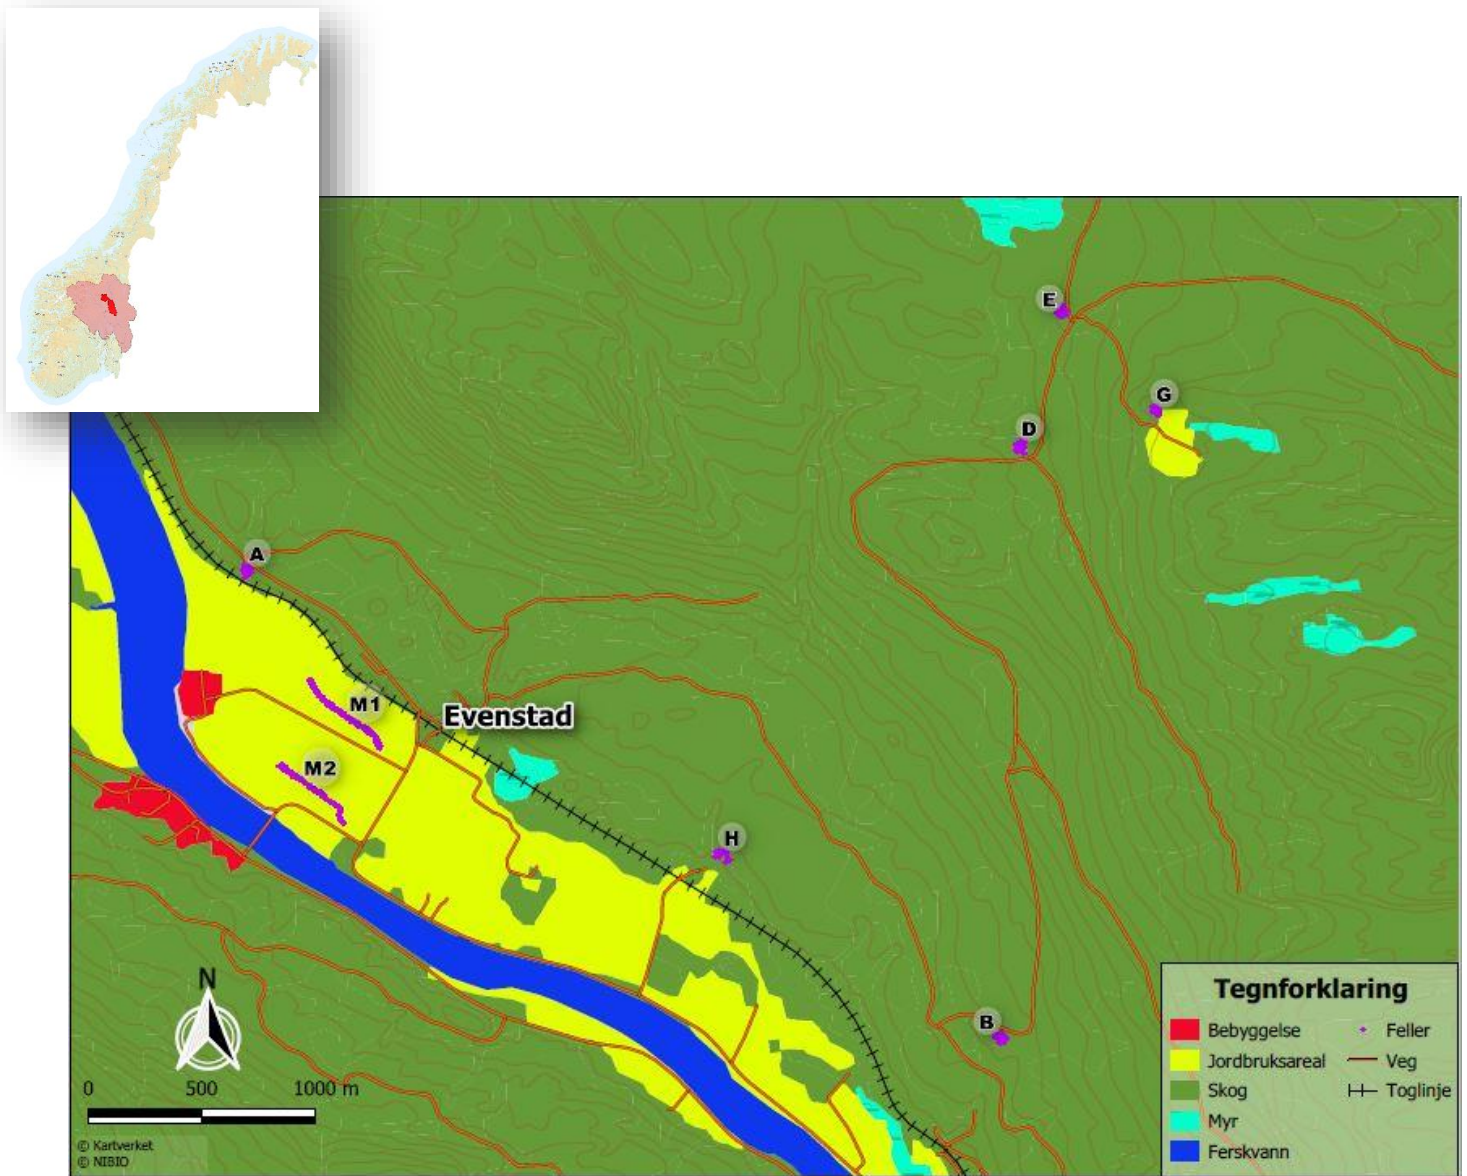 E
G
D
A
M1
Evenstad
M2
H
B
N
0 500 1000 m
© Kartverket
© NIBIO
Tegnforklaring
Bebyggelse
Jordbruksareal
Skog
Myr
Ferskvann
Feller
Veg
Toglinje